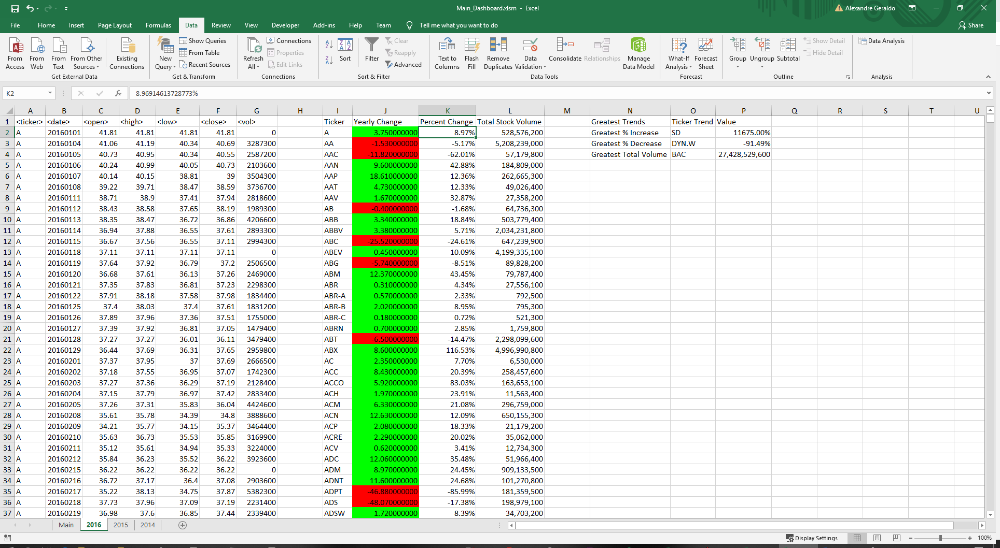 Main_Dashboard.xlsm - Excel
Alexandre Geraldo
File Home Insert Page Layout Formulas Data Review View Developer Add-ins Help Team Tell me what you want to do Share
From Access
From Web
From Text
From Other Sources
Existing Connections
Get External Data
New Query
Show Queries
From Table
Recent Sources
Get & Transform
Refresh All
Connections
Properties
Edit Links
Connections
Sort
Filter
Clear
Reapply
Advanced
Sort & Filter
Text to Columns
Flash Fill
Remove Duplicates
Data Validation
Consolidate
Relationships
Manage Data Model
Data Tools
What-If Analysis
Forecast Sheet
Forecast
Group
Ungroup
Subtotal
Show Detail
Hide Detail
Outline
Data Analysis
Analysis
K2 fx 8.96914613728773%
A B C D E F G H I J K L M N O P Q R S T U
1 <ticker> <date> <open> <high> <low> <close> <vol> Ticker Yearly Change Percent Change Total Stock Volume Greatest Trends Ticker Trend Value
2 A 20160101 41.81 41.81 41.81 41.81 0 A 3.750000000 8.97% 528,576,200 Greatest % Increase SD 11675.00%
3 A 20160104 41.06 41.19 40.34 40.69 3287300 AA -1.530000000 -5.17% 5,208,239,000 Greatest % Decrease DYN.W -91.49%
4 A 20160105 40.73 40.95 40.34 40.55 2587200 AAC -11.820000000 -62.01% 57,179,800 Greatest Total Volume BAC 27,428,529,600
5 A 20160106 40.24 40.99 40.05 40.73 2103600 AAN 9.600000000 42.88% 184,809,000
6 A 20160107 40.14 40.15 38.81 39 3504300 AAP 18.610000000 12.36% 262,665,300
7 A 20160108 39.22 39.71 38.47 38.59 3736700 AAT 4.730000000 12.33% 49,026,400
8 A 20160111 38.71 38.9 37.41 37.94 2818600 AAV 1.670000000 32.87% 27,358,200
9 A 20160112 38.43 38.58 37.65 38.19 1989300 AB -0.400000000 -1.68% 64,736,300
10 A 20160113 38.35 38.47 36.72 36.86 4206600 ABB 3.340000000 18.84% 503,779,400
11 A 20160114 36.94 37.88 36.55 37.61 2893300 ABBV 3.380000000 5.71% 2,034,231,800
12 A 20160115 36.67 37.56 36.55 37.11 2994300 ABC -25.520000000 -24.61% 647,239,900
13 A 20160118 37.11 37.11 37.11 37.11 0 ABEV 0.450000000 10.09% 4,199,335,100
14 A 20160119 37.64 37.92 36.79 37.2 2506500 ABG -5.740000000 -8.51% 89,828,200
15 A 20160120 36.68 37.61 36.13 37.26 2469000 ABM 12.370000000 43.45% 79,787,400
16 A 20160121 37.35 37.83 36.81 37.23 2298300 ABR 0.310000000 4.34% 27,556,100
17 A 20160122 37.91 38.18 37.58 37.98 1834400 ABR-A 0.570000000 2.33% 792,500
18 A 20160125 37.4 38.03 37.4 37.61 1831200 ABR-B 2.020000000 8.95% 795,300
19 A 20160126 37.89 37.96 37.36 37.51 1755000 ABR-C 0.180000000 0.72% 521,300
20 A 20160127 37.39 37.92 36.81 37.05 1479400 ABRN 0.700000000 2.85% 1,759,800
21 A 20160128 37.27 37.27 36.01 36.11 3479400 ABT -6.500000000 -14.47% 2,298,099,600
22 A 20160129 36.44 37.69 36.31 37.65 2959800 ABX 8.600000000 116.53% 4,996,990,800
23 A 20160201 37.37 37.95 37 37.69 2666500 AC 2.350000000 7.70% 6,530,000
24 A 20160202 37.18 37.55 36.95 37.07 1742300 ACC 8.430000000 20.39% 258,457,600
25 A 20160203 37.27 37.36 36.29 37.19 2128400 ACCO 5.920000000 83.03% 163,653,100
26 A 20160204 37.15 37.79 36.97 37.42 2833400 ACH 1.970000000 23.91% 11,563,400
27 A 20160205 37.26 37.31 35.83 36.04 4424600 ACM 6.330000000 21.08% 296,759,000
28 A 20160208 35.61 35.78 34.39 34.8 3888600 ACN 12.630000000 12.09% 650,155,300
29 A 20160209 34.21 35.77 34.15 35.37 3464400 ACP 2.080000000 18.33% 21,179,200
30 A 20160210 35.63 36.73 35.53 35.85 3169900 ACRE 2.290000000 20.02% 35,062,000
31 A 20160211 35.12 35.61 34.94 35.33 3224000 ACV 0.620000000 3.41% 12,734,300
32 A 20160212 35.84 36.23 35.52 36.22 3923600 ADC 12.060000000 35.48% 51,966,400
33 A 20160215 36.22 36.22 36.22 36.22 0 ADM 8.970000000 24.45% 909,133,500
34 A 20160216 36.72 37.17 36.4 37.08 2903600 ADNT 11.600000000 24.68% 101,270,800
35 A 20160217 35.22 38.13 34.75 37.87 5382300 ADPT -46.880000000 -85.99% 181,359,500
36 A 20160218 37.73 37.96 37.09 37.19 2231400 ADS -48.070000000 -17.38% 198,979,100
37 A 20160219 36.98 37.6 36.85 37.44 2339400 ADSW 1.720000000 8.39% 34,703,200
Main 2016 2015 2014
Display Settings 100%